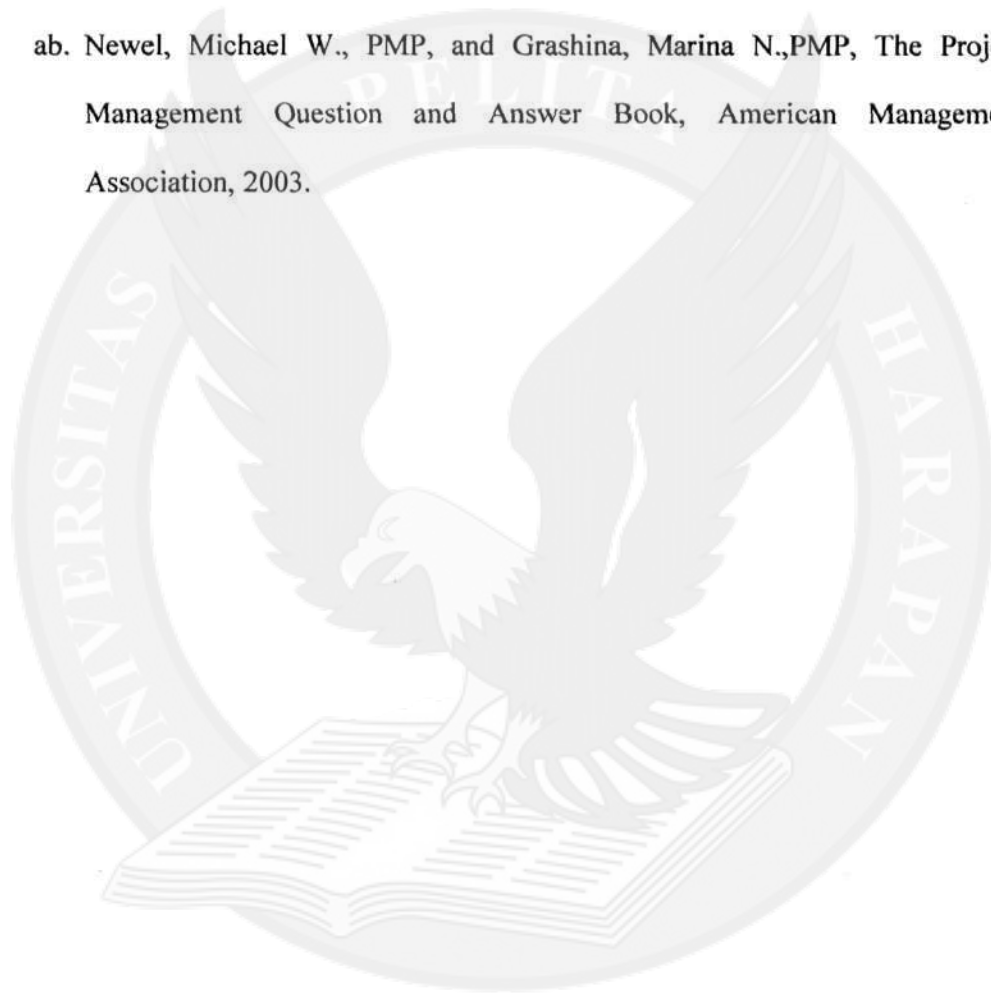 ab. Newel, Michael W., PMP, and Grashina, Marina N.,PMP, The Proj
Management Question and Answer Book, American Manageme
Association, 2003.
UNIVERSITAS PELITA HARAPAN